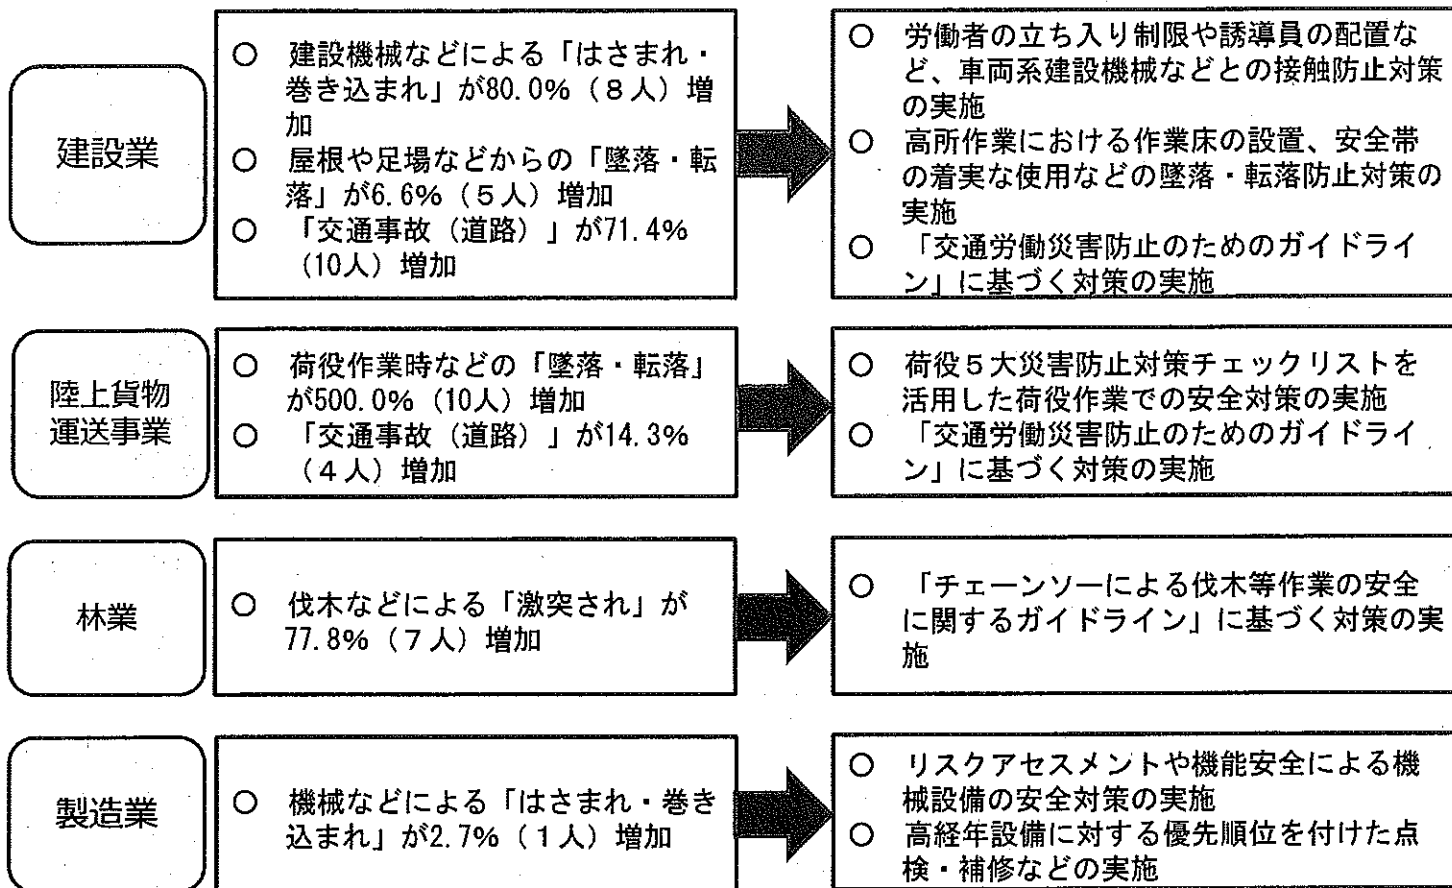 建設業
○ 建設機械などによる「はさまれ・
巻き込まれ」が80.0%（８人）増
加
○ 屋根や足場などからの「墜落・転
落」が6.6%（５人）増加
○ 「交通事故（道路）」が71.4%
（10人）増加
○ 労働者の立ち入り制限や誘導員の配置な
ど、車両系建設機械などとの接触防止対策
の実施
○ 高所作業における作業床の設置、安全帯
の着実な使用などの墜落・転落防止対策の
実施
○ 「交通労働災害防止のためのガイドライ
ン」に基づく対策の実施
陸上貨物
運送事業
○ 荷役作業時などの「墜落・転落」
が500.0%（10人）増加
○ 「交通事故（道路）」が14.3%
（４人）増加
○ 荷役５大災害防止対策チェックリストを
活用した荷役作業での安全対策の実施
○ 「交通労働災害防止のためのガイドライ
ン」に基づく対策の実施
林業
○ 伐木などによる「激突され」が
77.8%（７人）増加
○ 「チェーンソーによる伐木等作業の安全
に関するガイドライン」に基づく対策の実
施
製造業
○ 機械などによる「はさまれ・巻き
込まれ」が2.7%（１人）増加
○ リスクアセスメントや機能安全による機
械設備の安全対策の実施
○ 高経年設備に対する優先順位を付けた点
検・補修などの実施